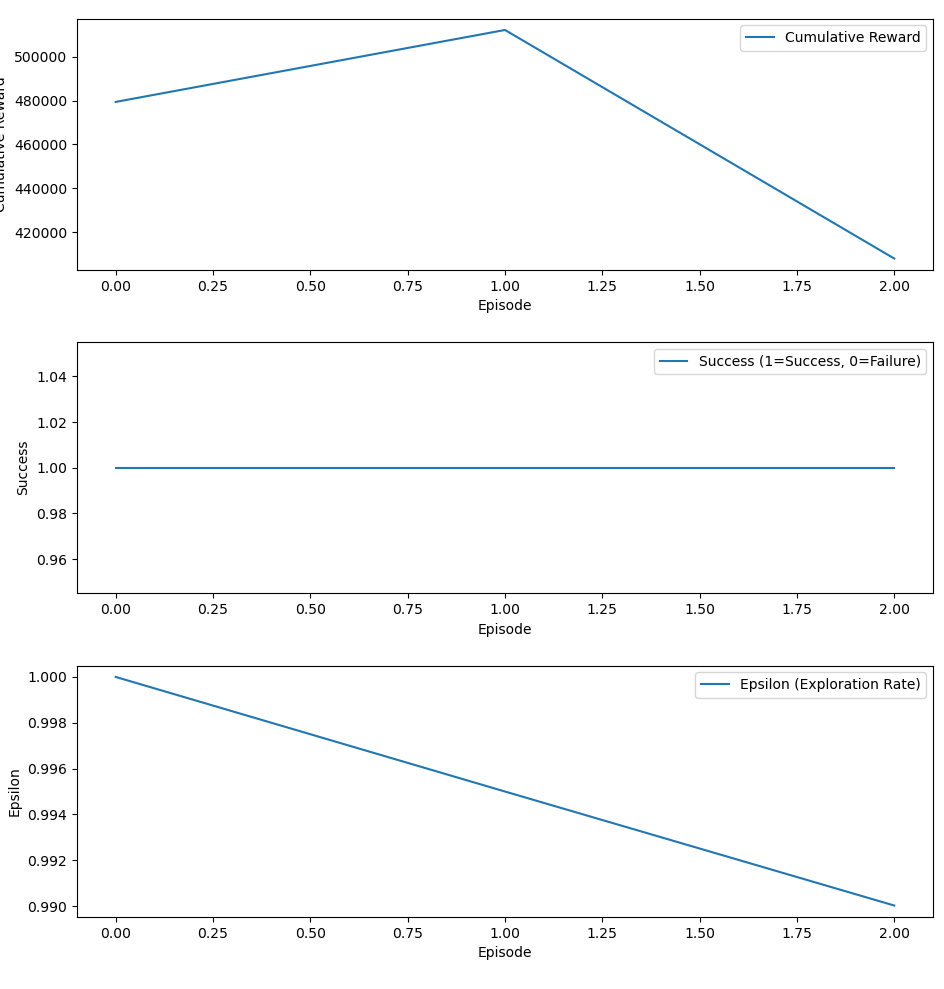 Cumulative Reward
500000
480000
460000
440000
420000
Cumulative Reward
0.00 0.25 0.50 0.75 1.00 1.25 1.50 1.75 2.00
Episode
Success (1=Success, 0=Failure)
1.04
1.02
1.00
0.98
0.96
Success
0.00 0.25 0.50 0.75 1.00 1.25 1.50 1.75 2.00
Episode
Epsilon (Exploration Rate)
1.000
0.998
0.996
0.994
0.992
0.990
Epsilon
0.00 0.25 0.50 0.75 1.00 1.25 1.50 1.75 2.00
Episode